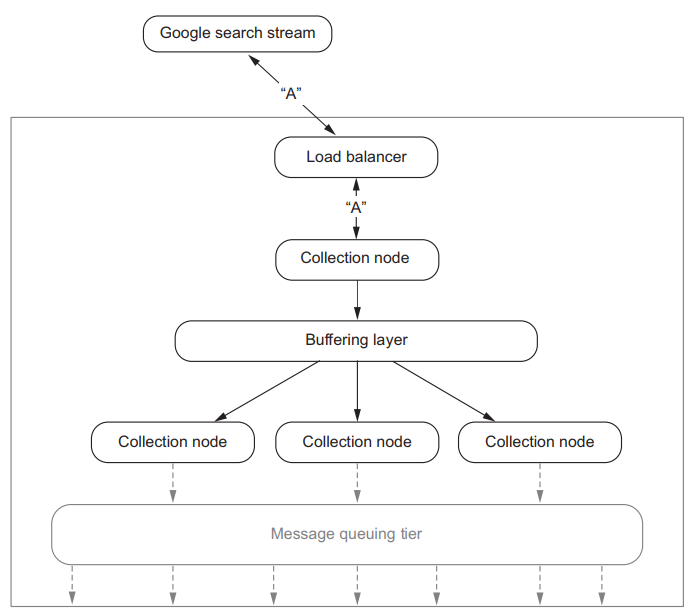 Google search stream
“A”
Load balancer
“A”
Collection node
Buffering layer
Collection node
Collection node
Collection node
Message queuing tier